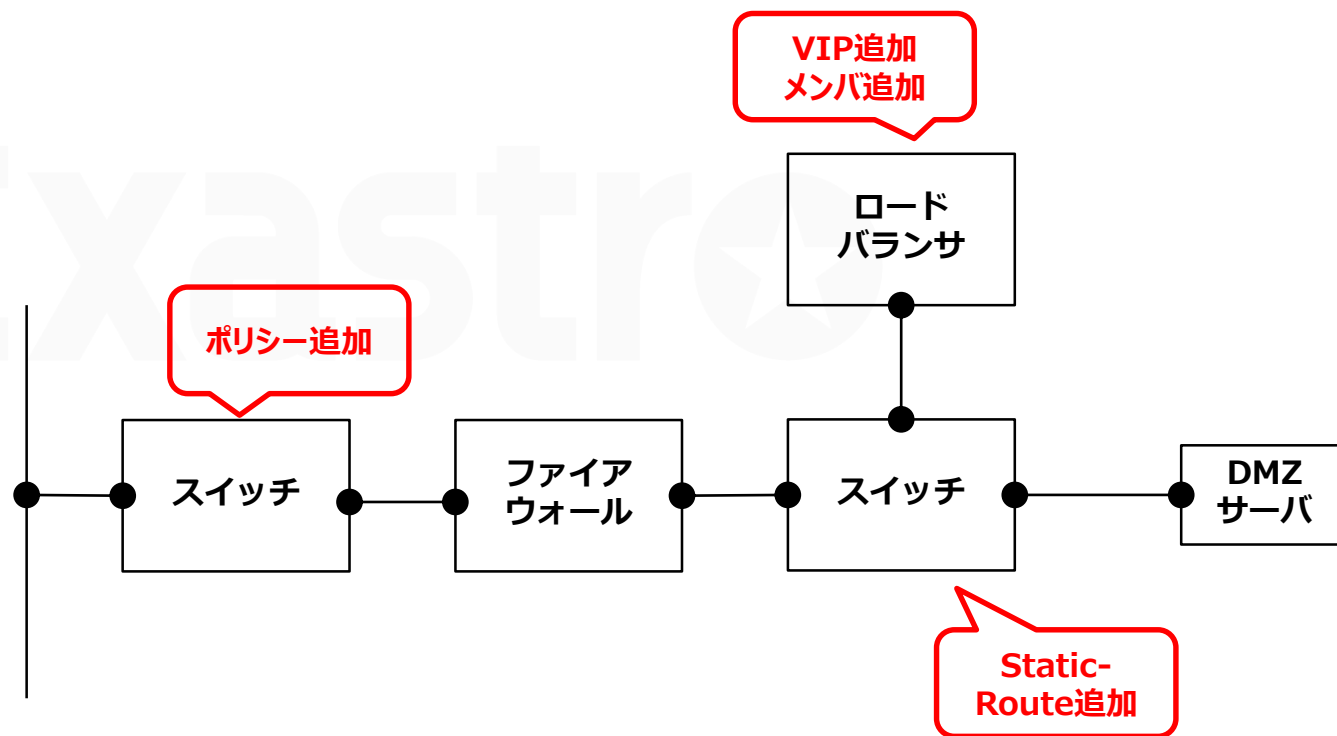 VIP追加
メンバ追加
ロード
バランサ
ポリシー追加
スイッチ
ファイア
ウォール
スイッチ
DMZ
サーバ
Static-
Route追加
Exastro